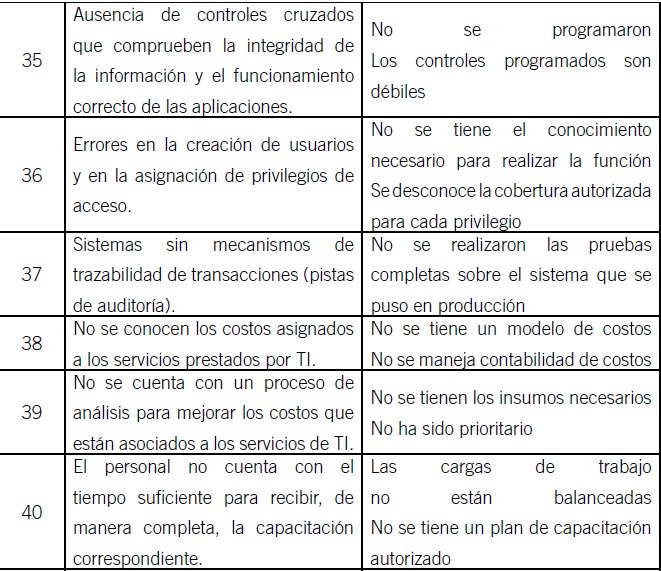 35
Ausencia de controles cruzados
que comprueben la integridad de
la información y el funcionamiento
correcto de las aplicaciones.
No se programaron
Los controles programados son
débiles
36
Errores en la creación de usuarios
y en la asignación de privilegios de
acceso.
No se tiene el conocimiento
necesario para realizar la función
Se desconoce la cobertura autorizada
para cada privilegio
37
Sistemas sin mecanismos de
trazabilidad de transacciones (pistas
de auditoría).
No se realizaron las pruebas
completas sobre el sistema que se
puso en producción
38
No se conocen los costos asignados
a los servicios prestados por TI.
No se tiene un modelo de costos
No se maneja contabilidad de costos
39
No se cuenta con un proceso de
análisis para mejorar los costos que
están asociados a los servicios de TI.
No se tienen los insumos necesarios
No ha sido prioritario
40
El personal no cuenta con el
tiempo suficiente para recibir, de
manera completa, la capacitación
correspondiente.
Las cargas de trabajo
no están balanceadas
No se tiene un plan de capacitación
autorizado